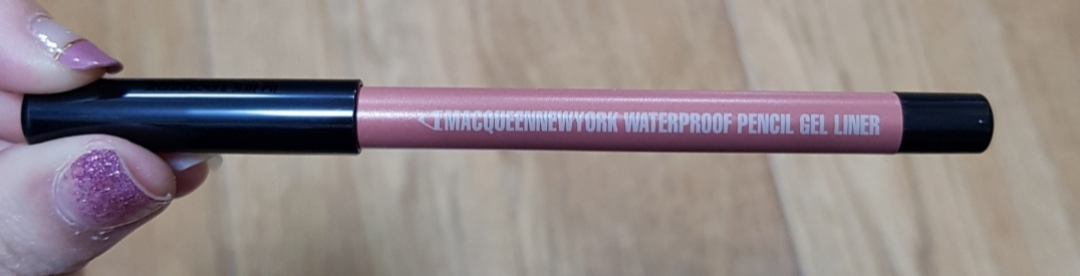 MACQUEENNEWYORK WATERPROOF PENCIL GEL LINER